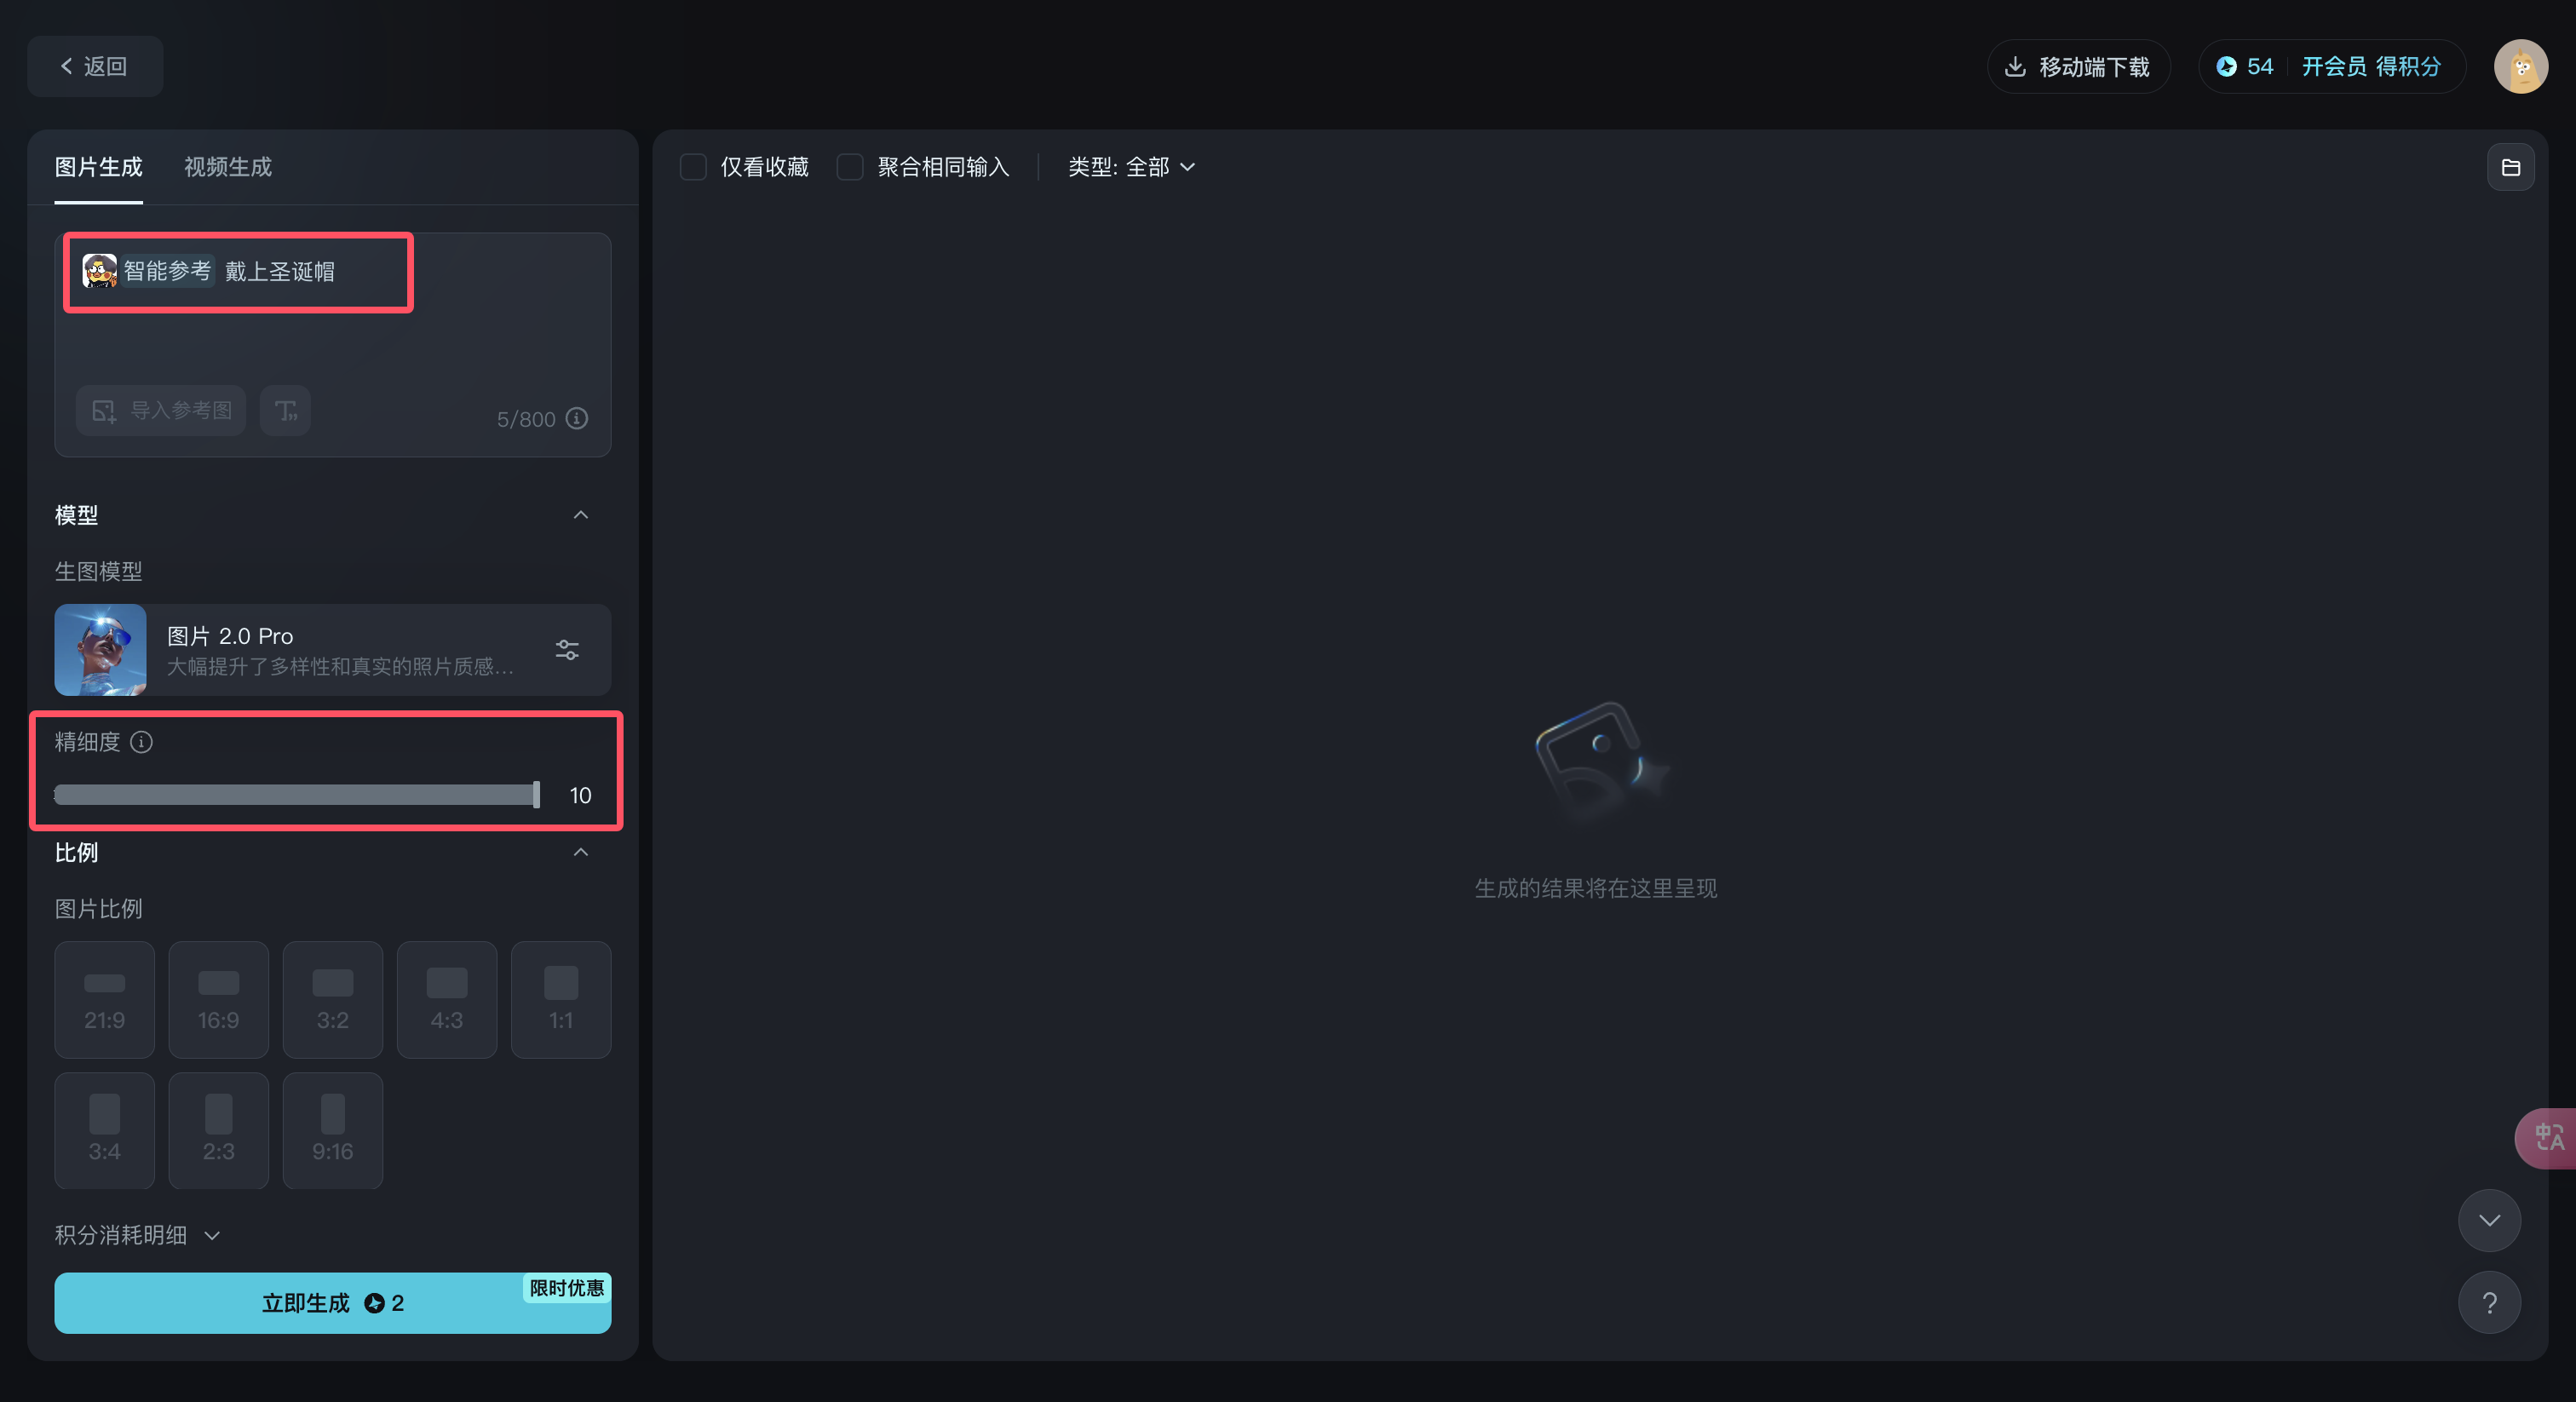 返回
移动端下载
54 开会员 得积分
图片生成 视频生成
仅看收藏 聚合相同输入 类型: 全部
智能参考 戴上圣诞帽
导入参考图
5/800
模型
生图模型
图片 2.0 Pro
大幅提升了多样性和真实的照片质感...
精细度
10
比例
图片比例
21:9 16:9 3:2 4:3 1:1
3:4 2:3 9:16
积分消耗明细
限时优惠
立即生成 2
生成的结果将在这里呈现
中A
?